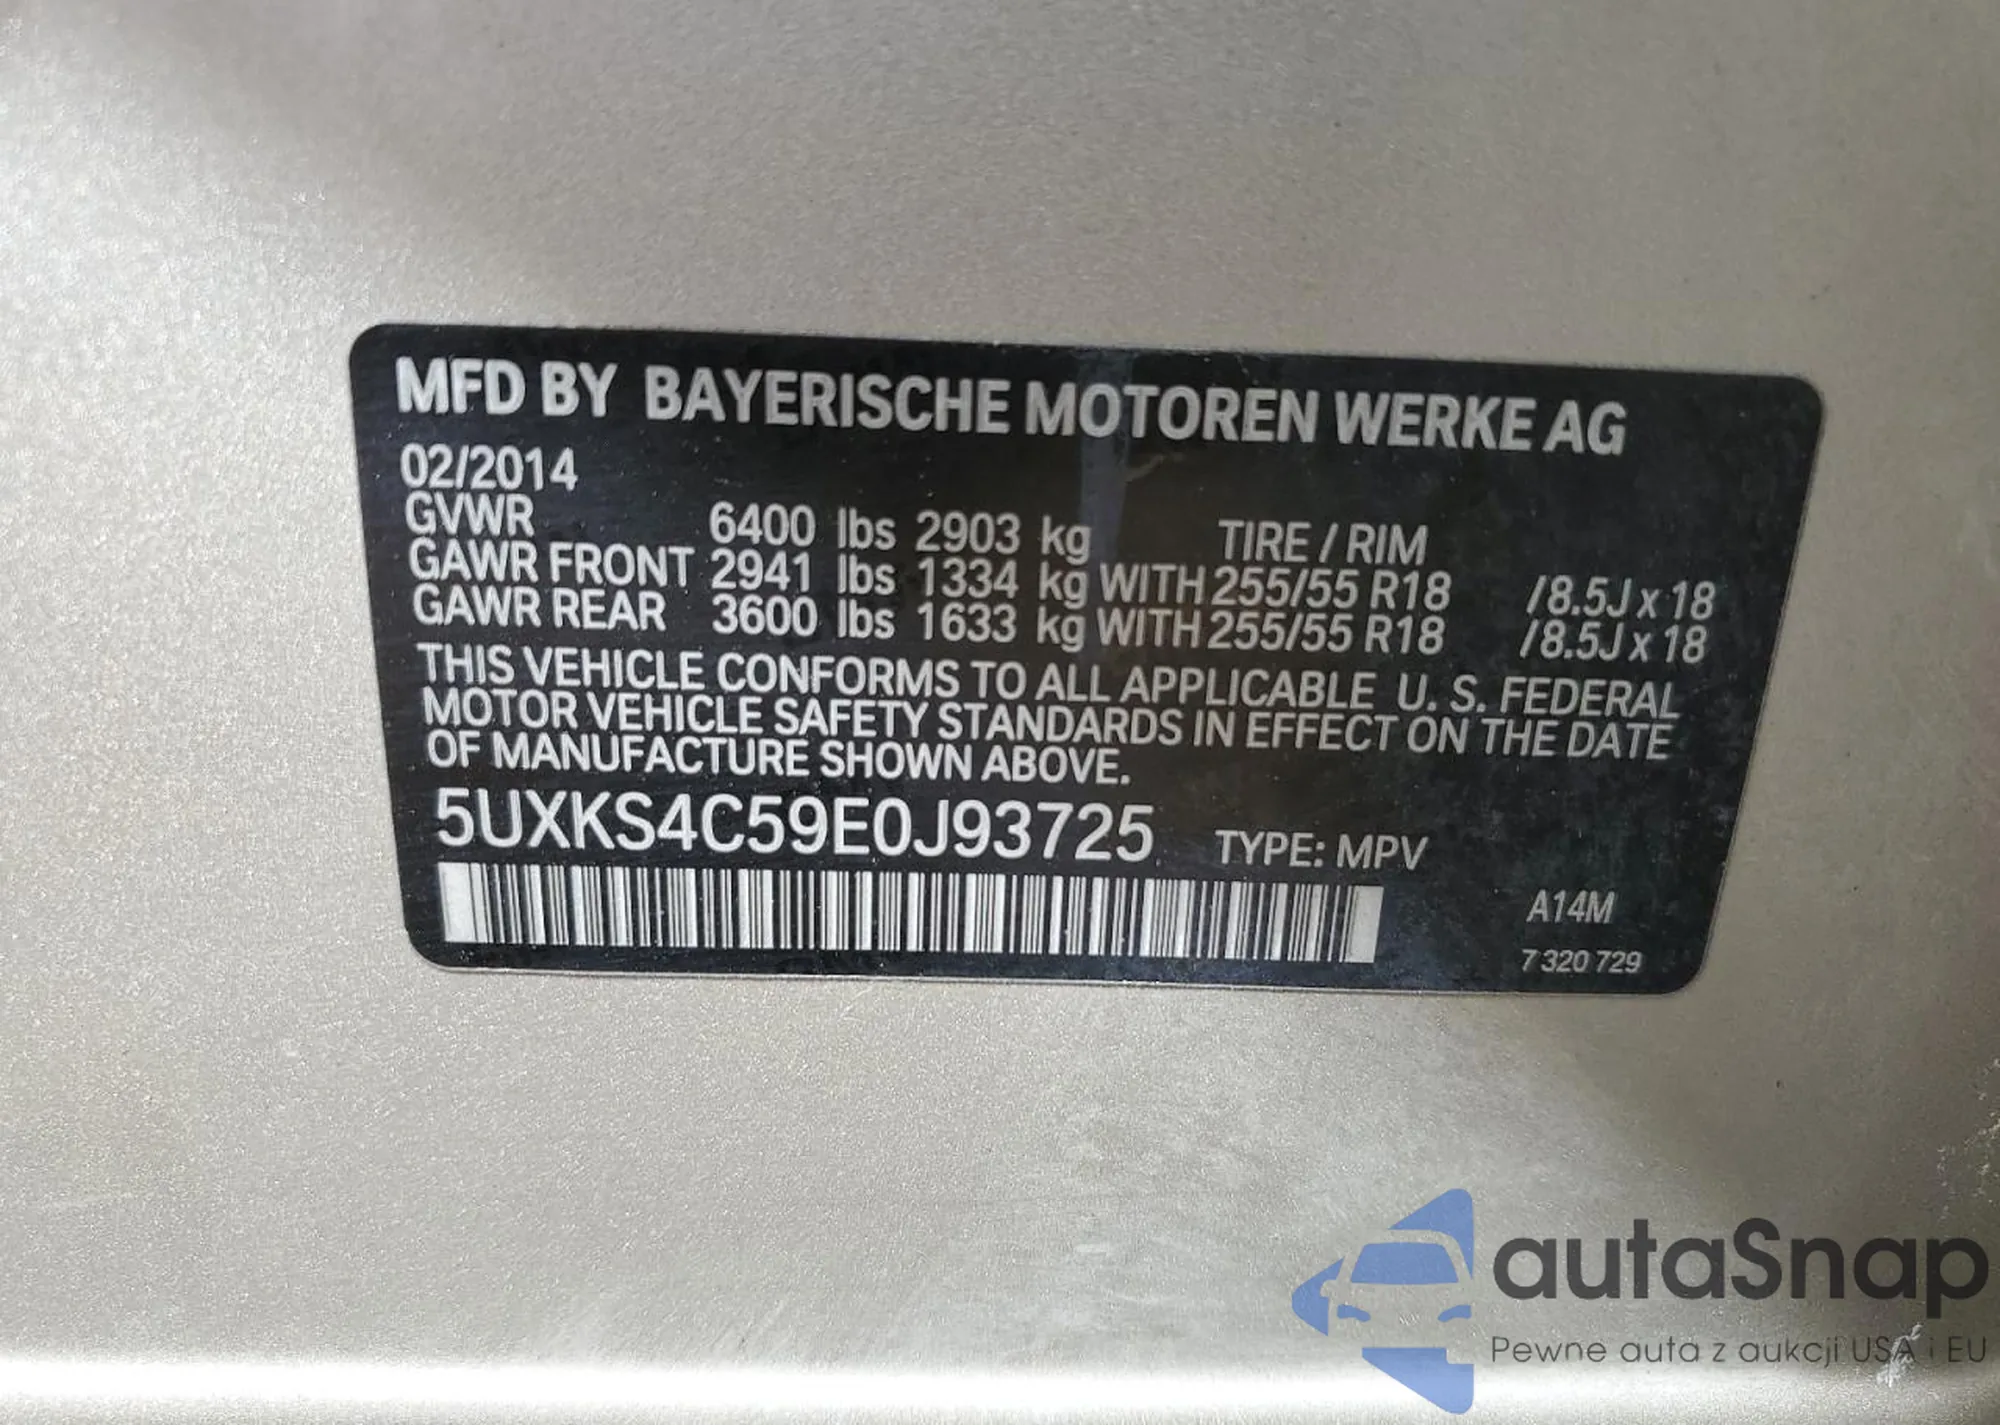 MFD BY BAYERISCHE MOTOREN WERKE AG
02/2014
GVWR 6400 lbs 2903 kg TIRE / RIM
GAWR FRONT 2941 lbs 1334 kg WITH 255/55 R18 /8.5J x 18
GAWR REAR 3600 lbs 1633 kg WITH 255/55 R18 /8.5J x 18
THIS VEHICLE CONFORMS TO ALL APPLICABLE U. S. FEDERAL
MOTOR VEHICLE SAFETY STANDARDS IN EFFECT ON THE DATE
OF MANUFACTURE SHOWN ABOVE.
5UXKS4C59E0J93725 TYPE: MPV
A14M
7 320 729
autaSnap
Pewne auta z aukcji USA i EU